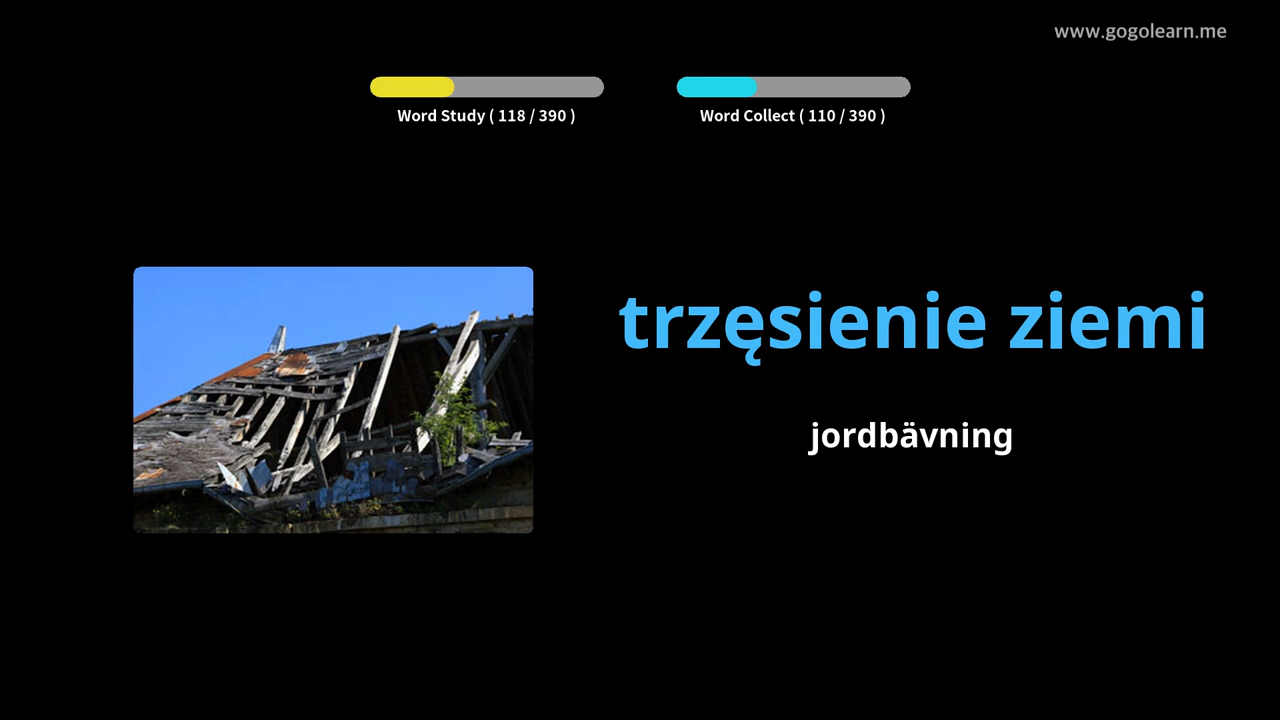 www.gogolearn.me
Word Study ( 118 / 390 )
Word Collect ( 110 / 390 )
trzęsienie ziemi
jordbävning